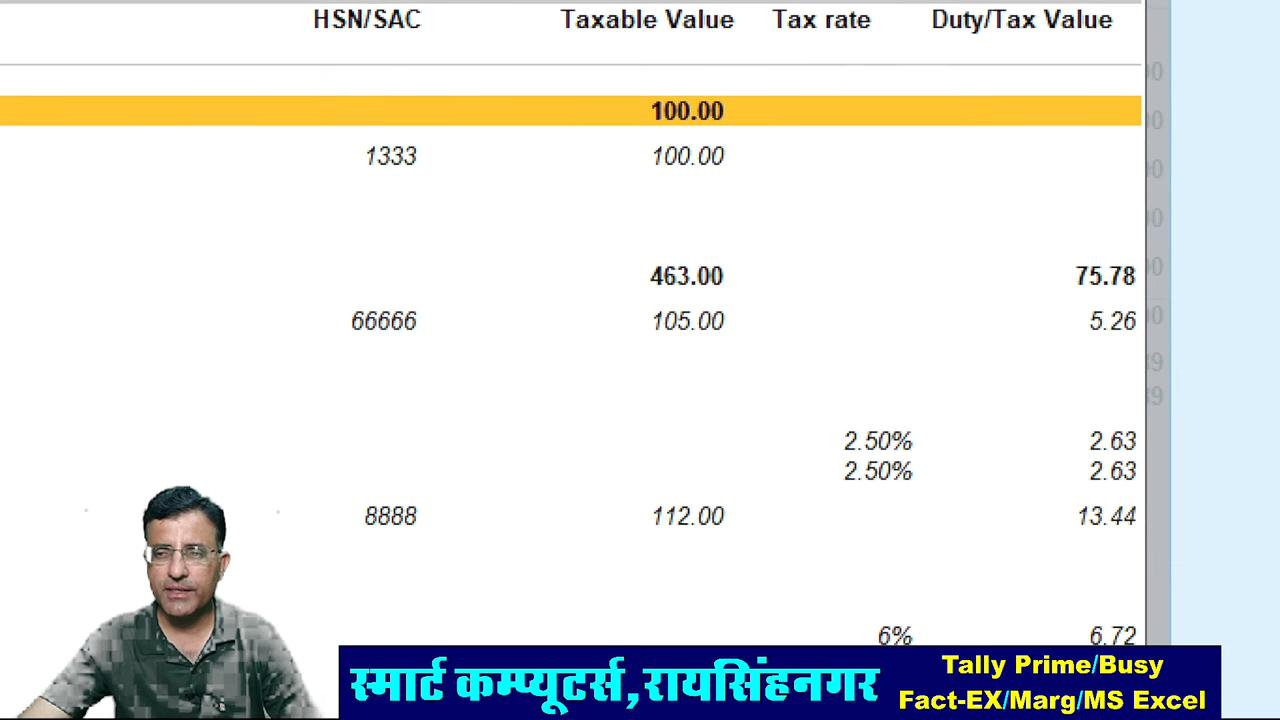 HSN/SAC Taxable Value Tax rate Duty/Tax Value
100.00
1333 100.00
463.00 75.78
66666 105.00 5.26
2.50% 2.63
2.50% 2.63
8888 112.00 13.44
6% 6.72
स्मार्ट कम्प्यूटर्स,रायसिंहनगर
Tally Prime/Busy
Fact-EX/Marg/MS Excel